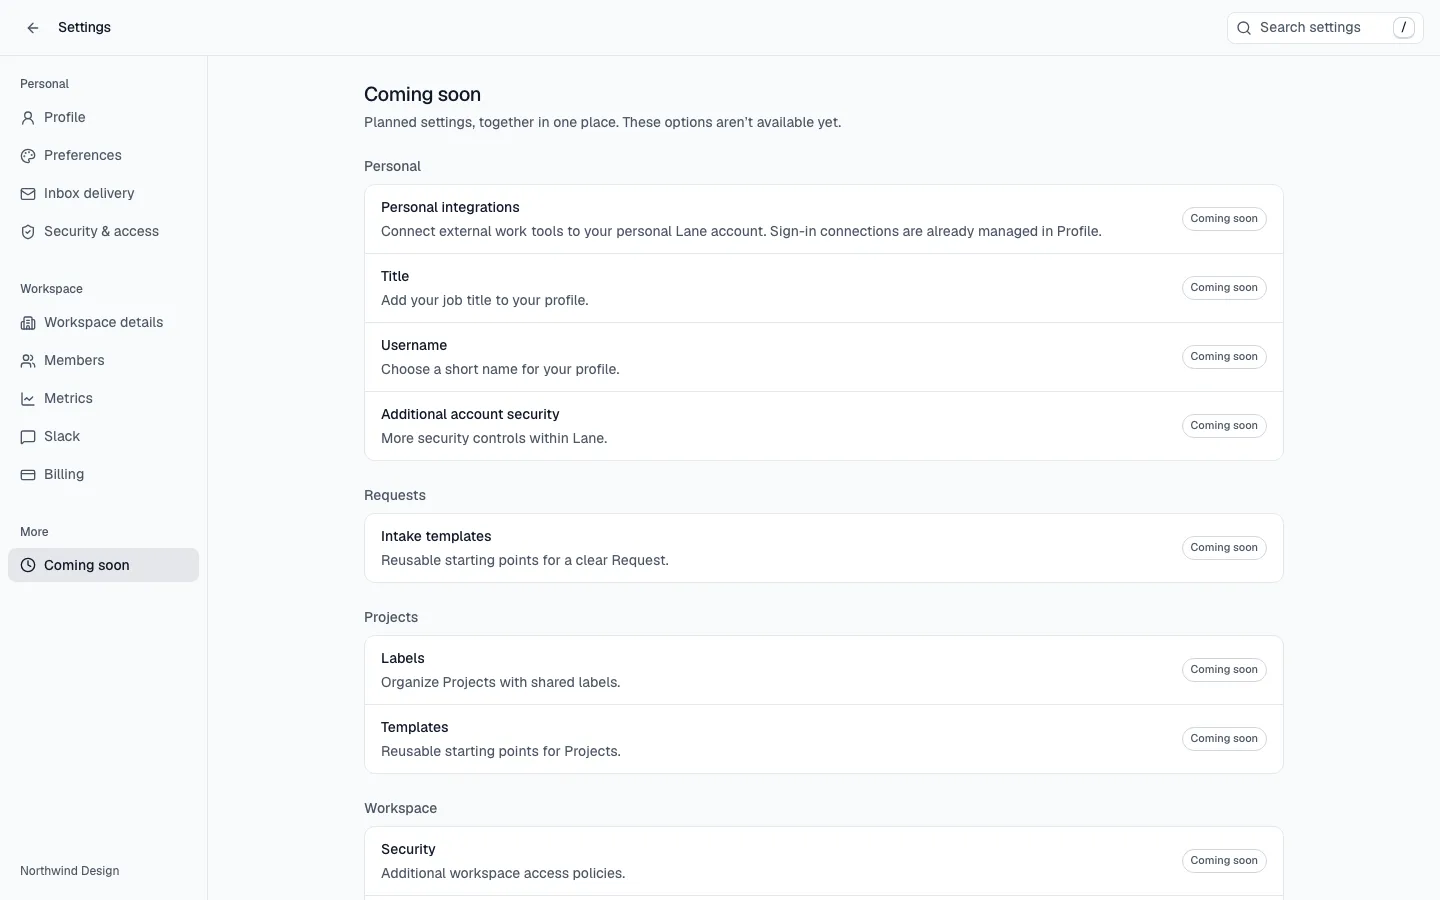 Settings
Search settings
/
Personal
Profile
Preferences
Inbox delivery
Security & access
Workspace
Workspace details
Members
Metrics
Slack
Billing
More
Coming soon
Northwind Design
Coming soon
Planned settings, together in one place. These options aren't available yet.
Personal
Personal integrations
Connect external work tools to your personal Lane account. Sign-in connections are already managed in Profile.
Coming soon
Title
Add your job title to your profile.
Coming soon
Username
Choose a short name for your profile.
Coming soon
Additional account security
More security controls within Lane.
Coming soon
Requests
Intake templates
Reusable starting points for a clear Request.
Coming soon
Projects
Labels
Organize Projects with shared labels.
Coming soon
Templates
Reusable starting points for Projects.
Coming soon
Workspace
Security
Additional workspace access policies.
Coming soon